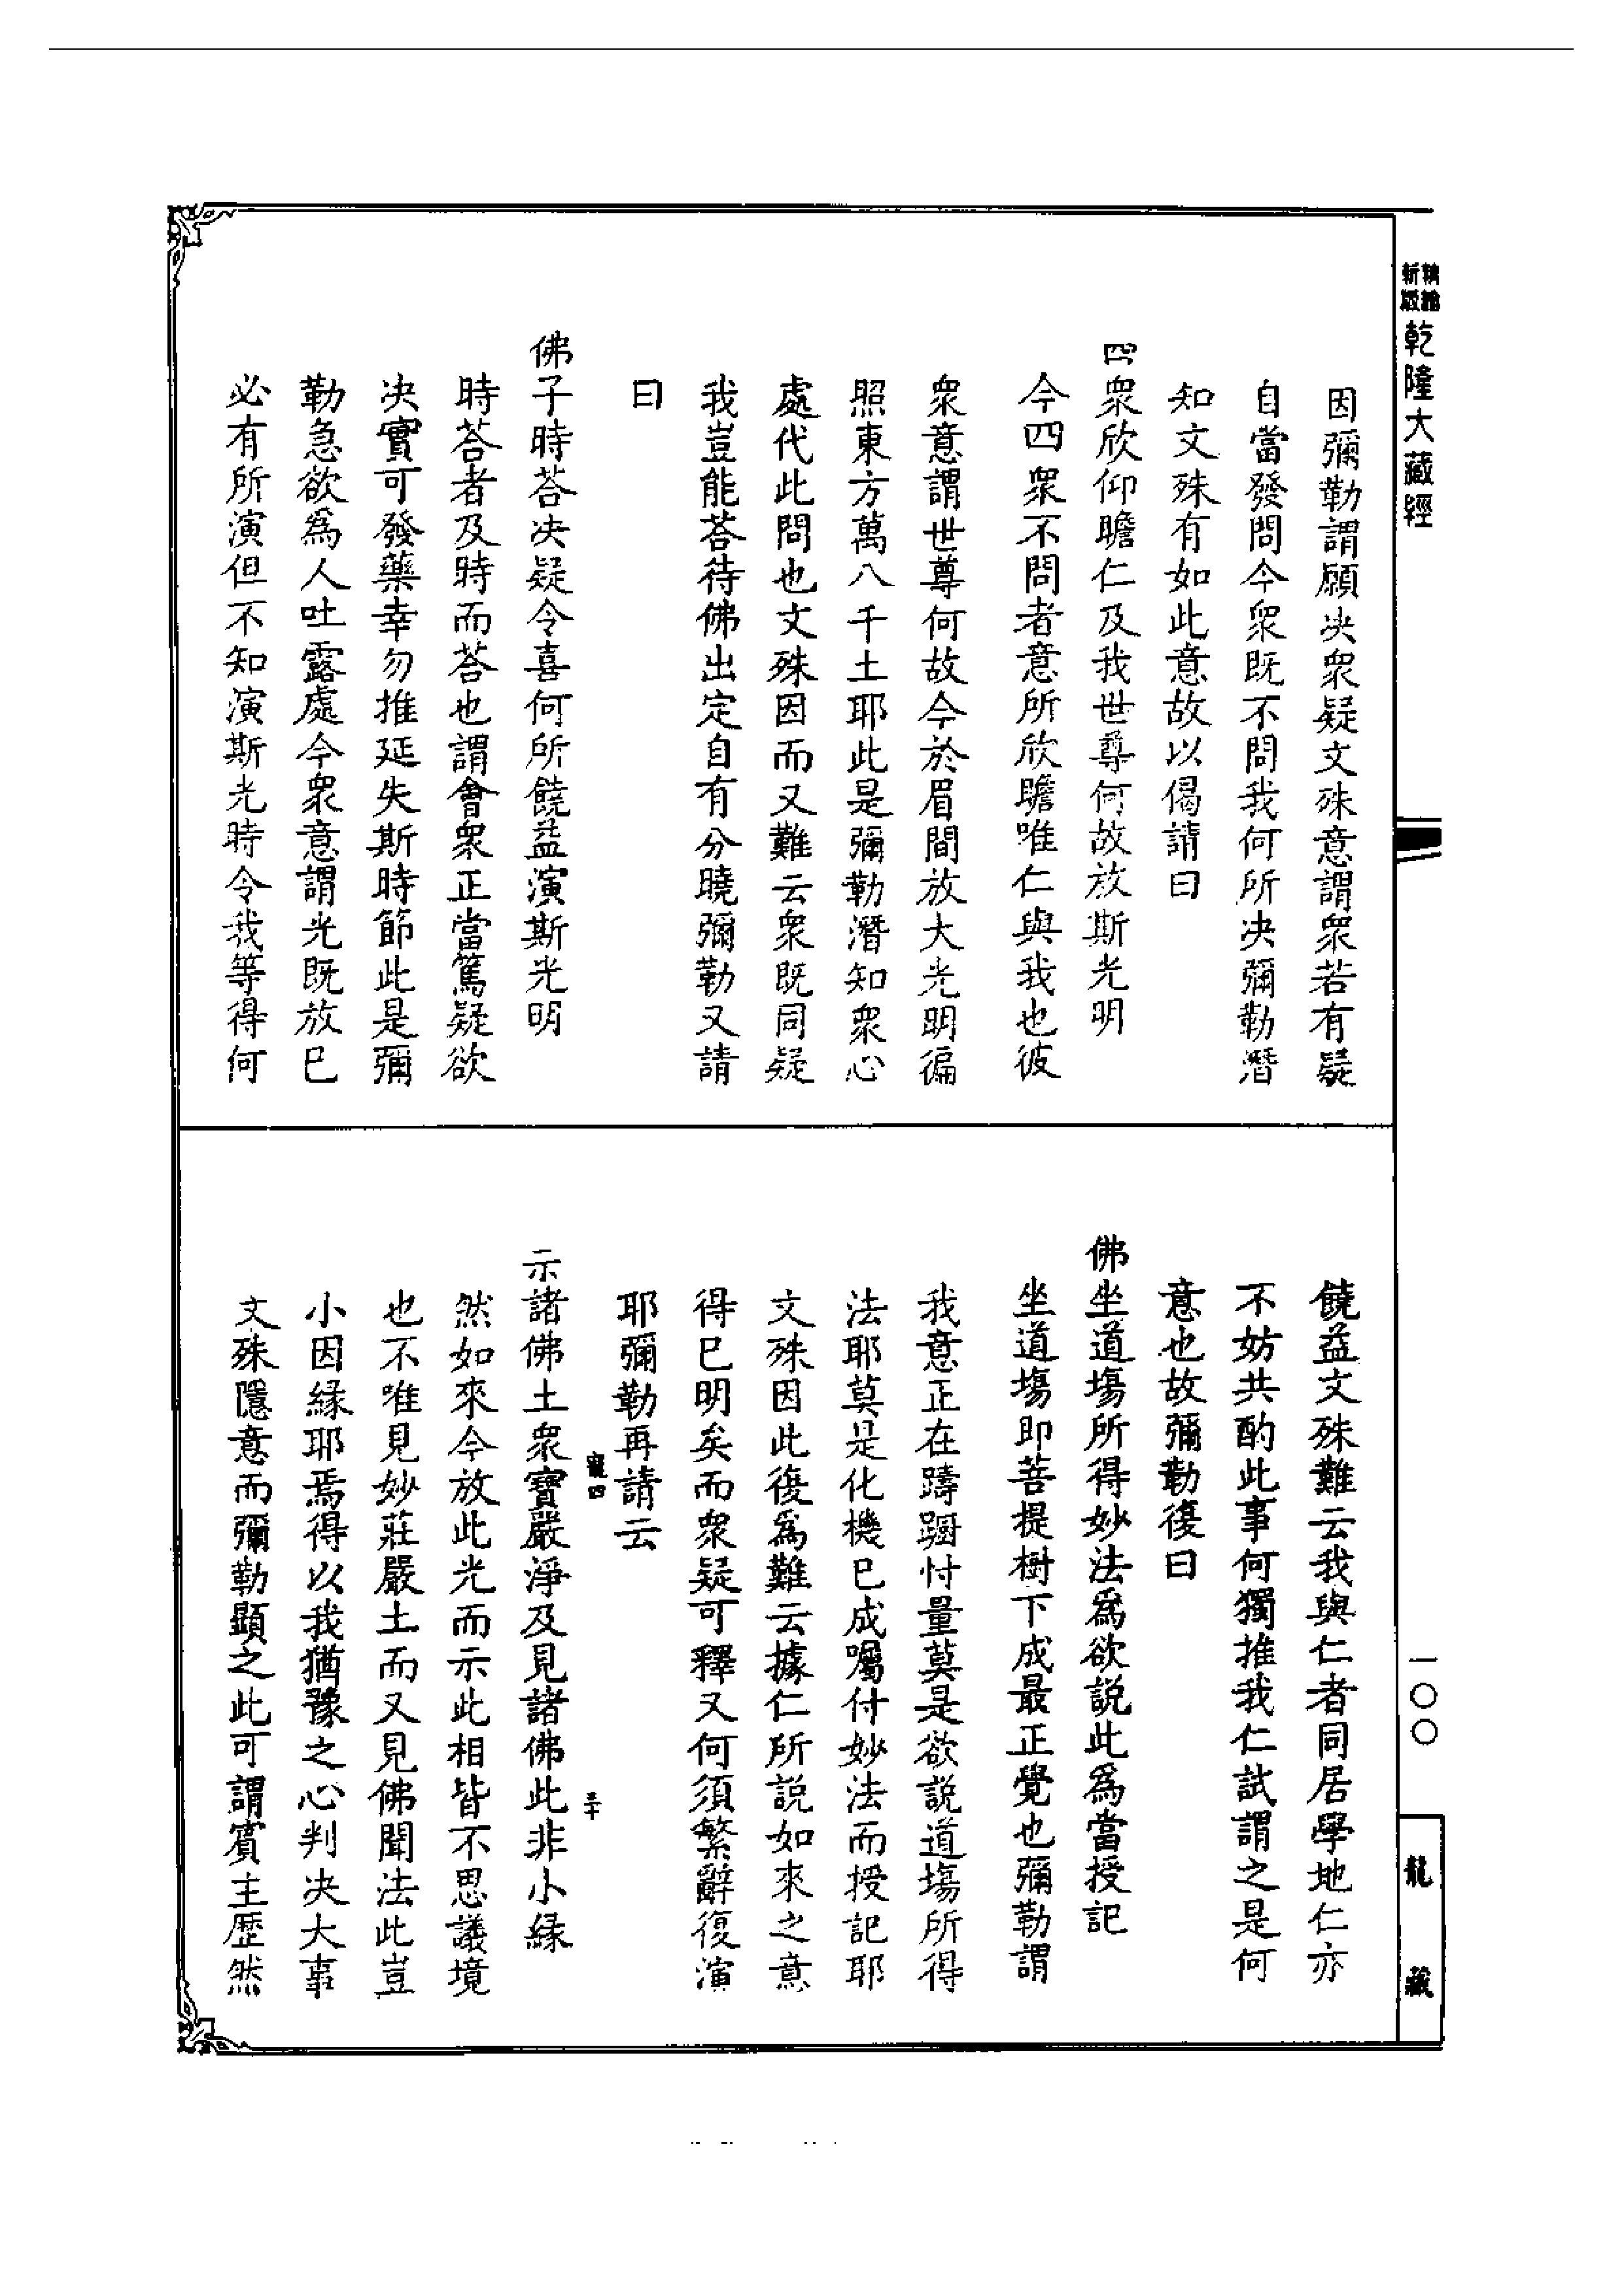 精繪
新版
乾隆大藏經
因彌勒謂願决衆疑文殊意謂衆若有疑
自當發問今衆既不問我何所决彌勒潛
知文殊有如此意故以偈請曰
四衆欣仰瞻仁及我世尊何故放斯光明
今四衆不問者意所欣瞻唯仁與我也彼
衆意謂世尊何故今於眉間放大光明徧
照東方萬八千土耶此是彌勒潛知衆心
處代此問也文殊因而又難云衆既同疑
我豈能荅待佛出定自有分曉彌勒又請
曰
佛子時荅决疑令喜何所饒益演斯光明
時荅者及時而荅也謂會衆正當篤疑欲
决實可發藥幸勿推延失斯時節此是彌
勒急欲爲人吐露處今衆意謂光既放巳
必有所演但不知演斯光時令我等得何
饒益文殊難云我與仁者同居學地仁亦
不妨共酌此事何獨推我仁試謂之是何
意也故彌勒復曰
佛坐道塲所得妙法爲欲説此爲當授記
坐道塲即菩提樹下成最正覺也彌勒謂
我意正在躊躕忖量莫是欲説道塲所得
法耶莫是化機巳成囑付妙法而授記耶
文殊因此復爲難云據仁所説如來之意
得巳明矣而衆疑可釋又何須繁辭復演
耶彌勒再請云
寵四
三十
示諸佛土衆寶嚴淨及見諸佛此非小緣
然如來今放此光而示此相皆不思議境
也不唯見妙莊嚴土而又見佛聞法此豈
小因緣耶焉得以我猶豫之心判决大事
文殊隱意而彌勒顯之此可謂賓主歷然
一〇〇
龍藏